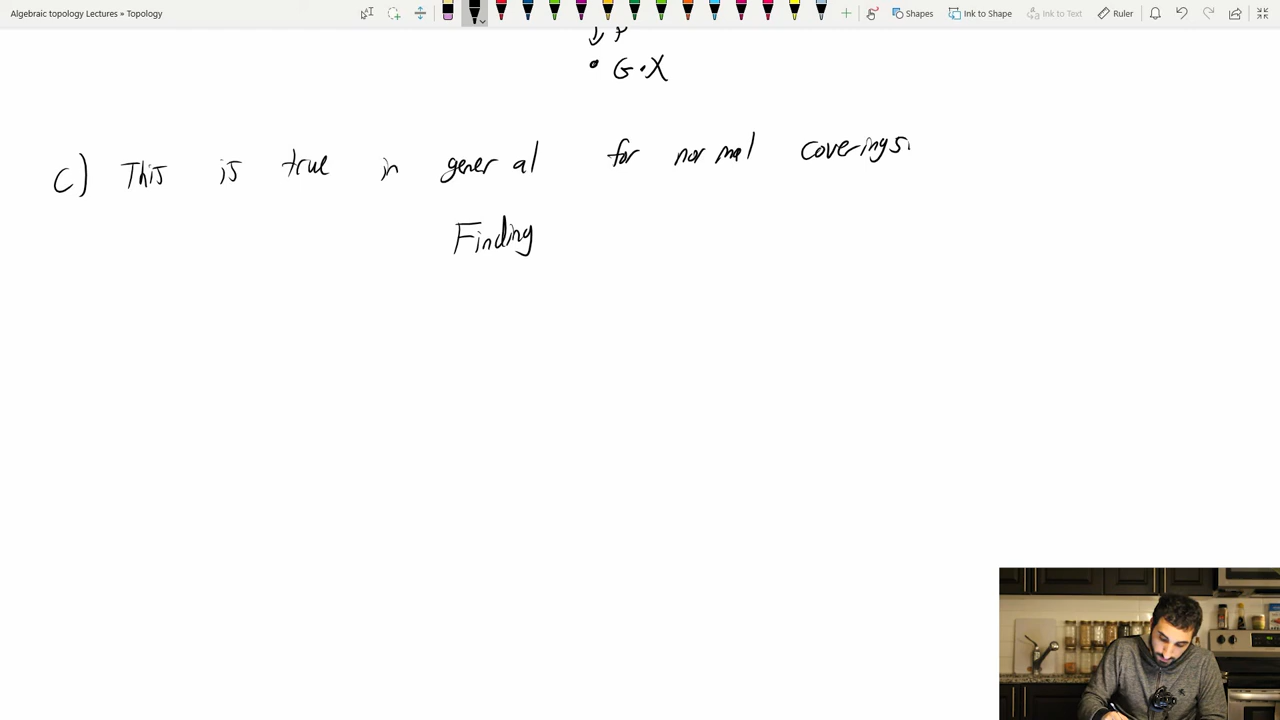 Algebraic topology Lectures » Topology
Shapes
Ink to Shape
Ink to Text
Ruler
G·X
c) This is true in general for normal coverings.
Finding